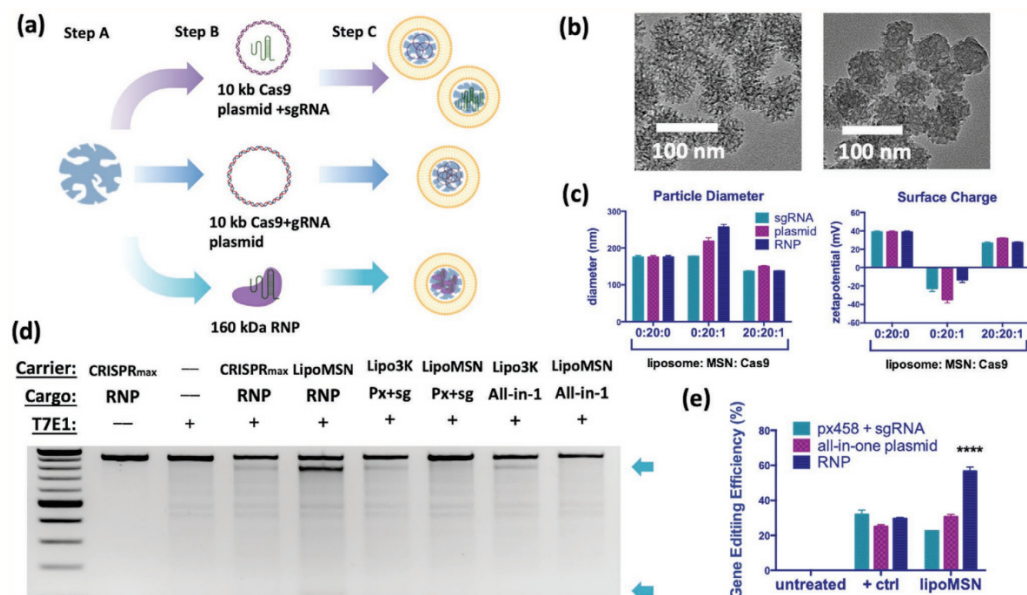 (a)
Step A
Step B
Step C
10 kb Cas9
plasmid +sgRNA
10 kb Cas9+gRNA
plasmid
160 kDa RNP
(b)
100 nm
100 nm
(c)
Particle Diameter
diameter (nm)
300
200
100
0
0:20:0
0:20:1
20:20:1
liposome: MSN: Cas9
sgRNA
plasmid
RNP
Surface Charge
zetapotential (mV)
60
40
20
0
-20
-40
-60
0:20:0
0:20:1
20:20:1
liposome: MSN: Cas9
(d)
Carrier: CRISPRmax –– CRISPRmax LipoMSN Lipo3K LipoMSN Lipo3K LipoMSN
Cargo: RNP –– RNP RNP Px+sg Px+sg All-in-1 All-in-1
T7E1: –– + + + + + + +
(e)
Gene Editiing Efficiency (%)
80
60
40
20
0
px458 + sgRNA
all-in-one plasmid
RNP
****
untreated
+ ctrl
lipoMSN